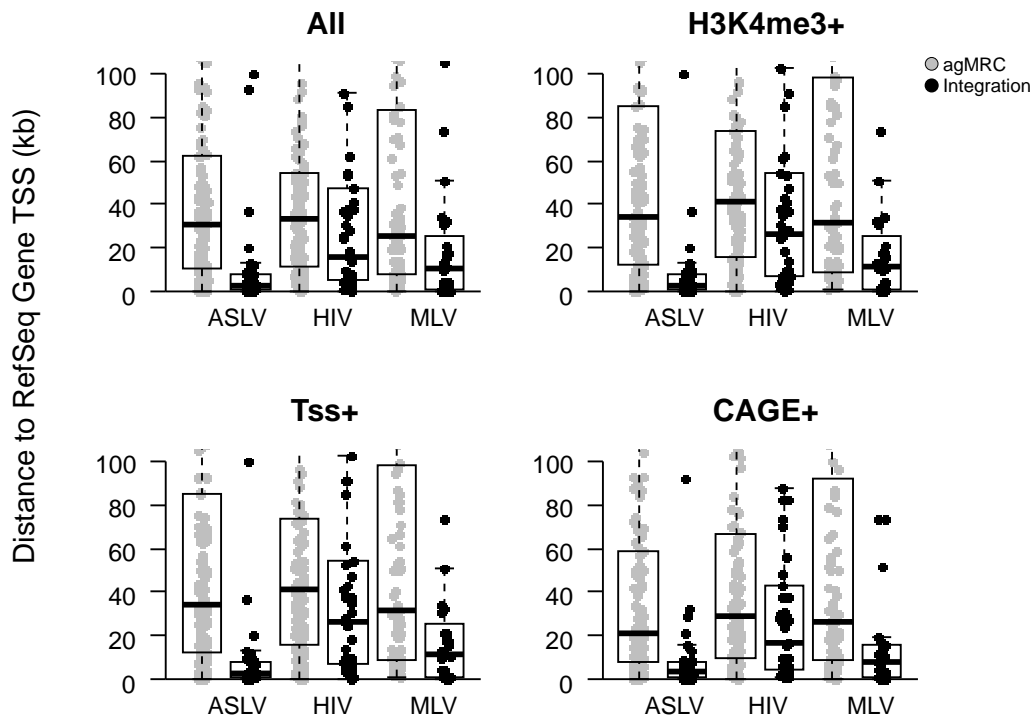 All
H3K4me3+
agMRC
Integration
Distance to RefSeq Gene TSS (kb)
100
80
60
40
20
0
ASLV HIV MLV
100
80
60
40
20
0
ASLV HIV MLV
Tss+
CAGE+
100
80
60
40
20
0
ASLV HIV MLV
100
80
60
40
20
0
ASLV HIV MLV